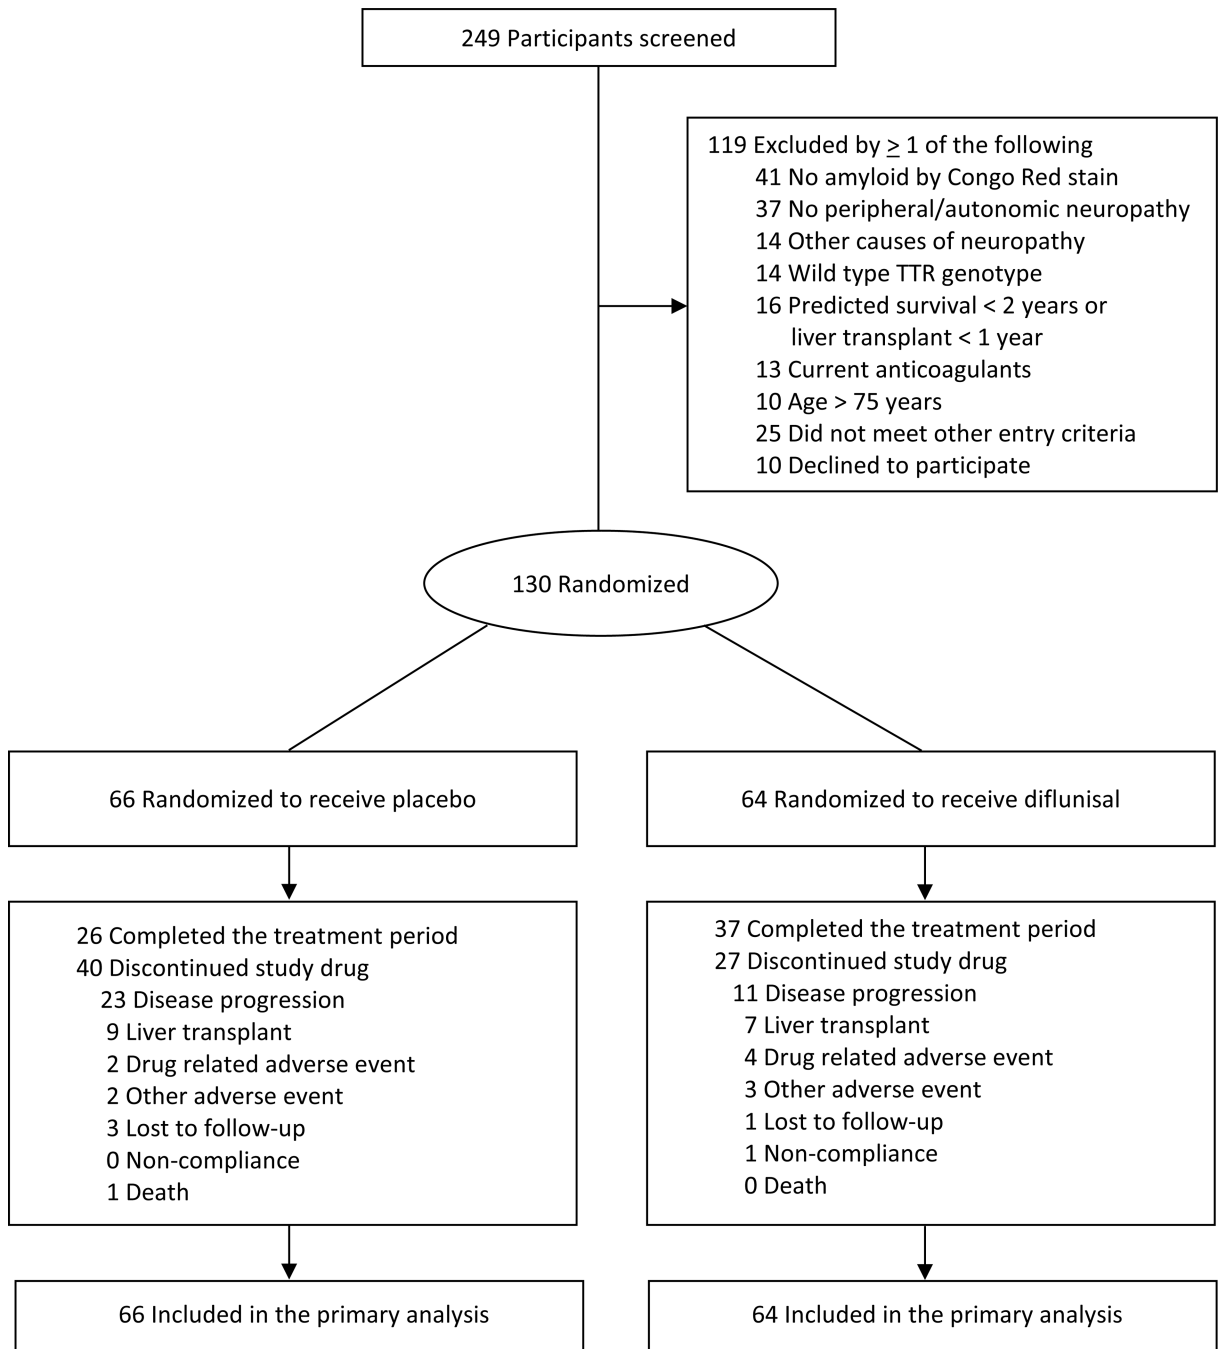 249 Participants screened
119 Excluded by ≥ 1 of the following
41 No amyloid by Congo Red stain
37 No peripheral/autonomic neuropathy
14 Other causes of neuropathy
14 Wild type TTR genotype
16 Predicted survival < 2 years or
liver transplant < 1 year
13 Current anticoagulants
10 Age > 75 years
25 Did not meet other entry criteria
10 Declined to participate
130 Randomized
66 Randomized to receive placebo
64 Randomized to receive diflunisal
26 Completed the treatment period
40 Discontinued study drug
23 Disease progression
9 Liver transplant
2 Drug related adverse event
2 Other adverse event
3 Lost to follow-up
0 Non-compliance
1 Death
37 Completed the treatment period
27 Discontinued study drug
11 Disease progression
7 Liver transplant
4 Drug related adverse event
3 Other adverse event
1 Lost to follow-up
1 Non-compliance
0 Death
66 Included in the primary analysis
64 Included in the primary analysis